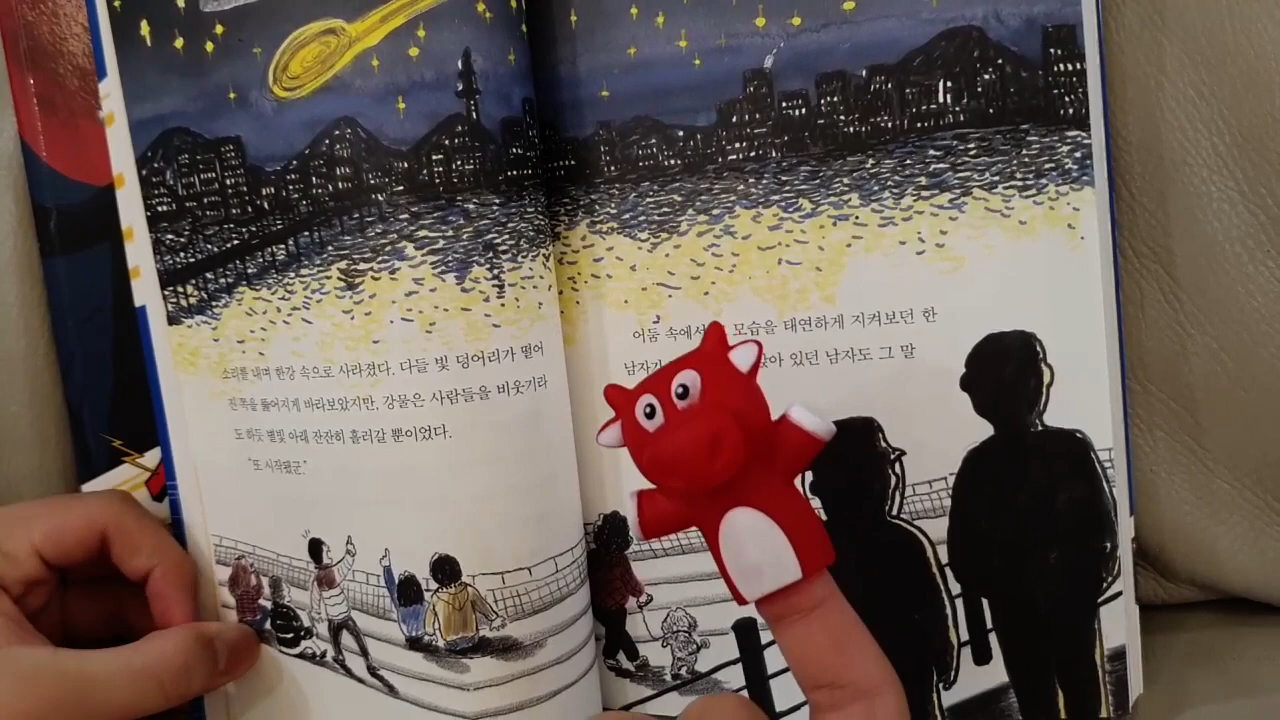 소리를 내며 한강 속으로 사라졌다. 다들 빛 덩어리가 떨어
진 쪽을 뚫어지게 바라보았지만, 강물은 사람들을 비웃기라
도 하듯 별빛 아래 잔잔히 흘러갈 뿐이었다.
"또 시작됐군."
어둠 속에서 모습을 태연하게 지켜보던 한
남자가 있던 남자도 그 말